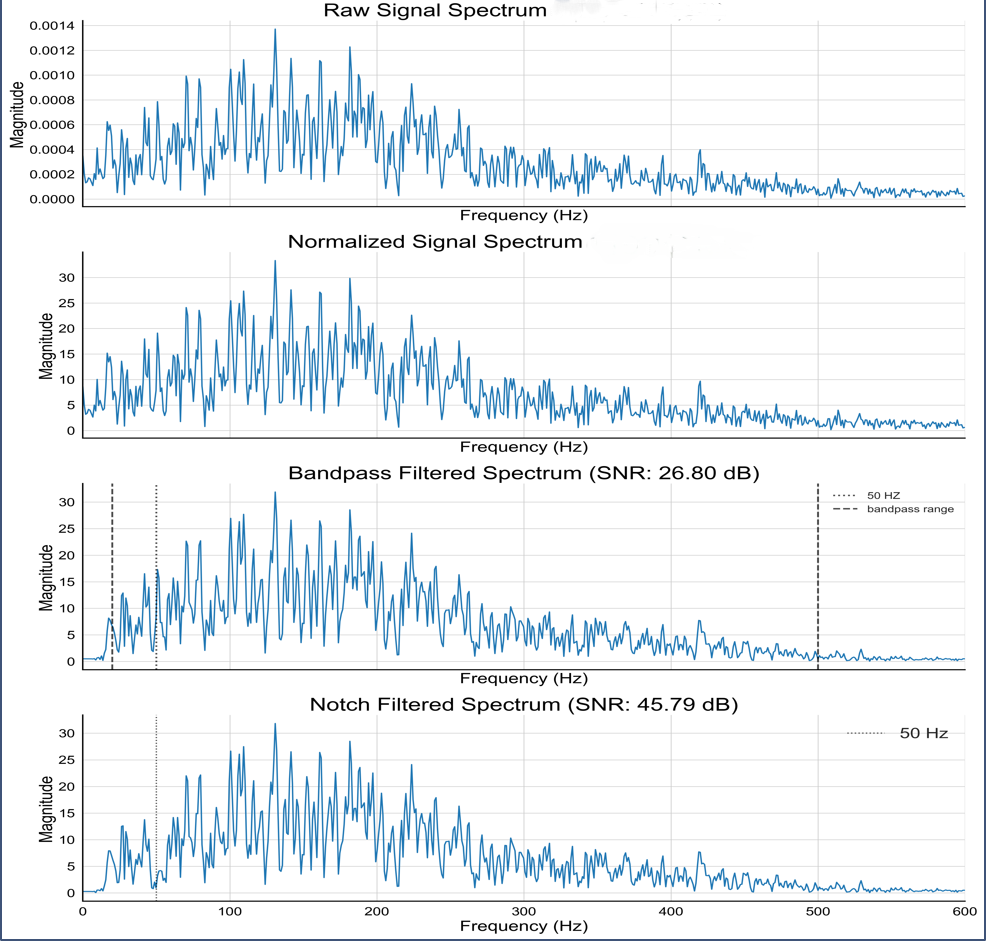 Raw Signal Spectrum
Magnitude
0.0014
0.0012
0.0010
0.0008
0.0006
0.0004
0.0002
0.0000
Frequency (Hz)
Normalized Signal Spectrum
Magnitude
30
25
20
15
10
5
0
Frequency (Hz)
Bandpass Filtered Spectrum (SNR: 26.80 dB)
Magnitude
30
25
20
15
10
5
0
50 HZ
bandpass range
Frequency (Hz)
Notch Filtered Spectrum (SNR: 45.79 dB)
Magnitude
30
25
20
15
10
5
0
50 Hz
0 100 200 300 400 500 600
Frequency (Hz)